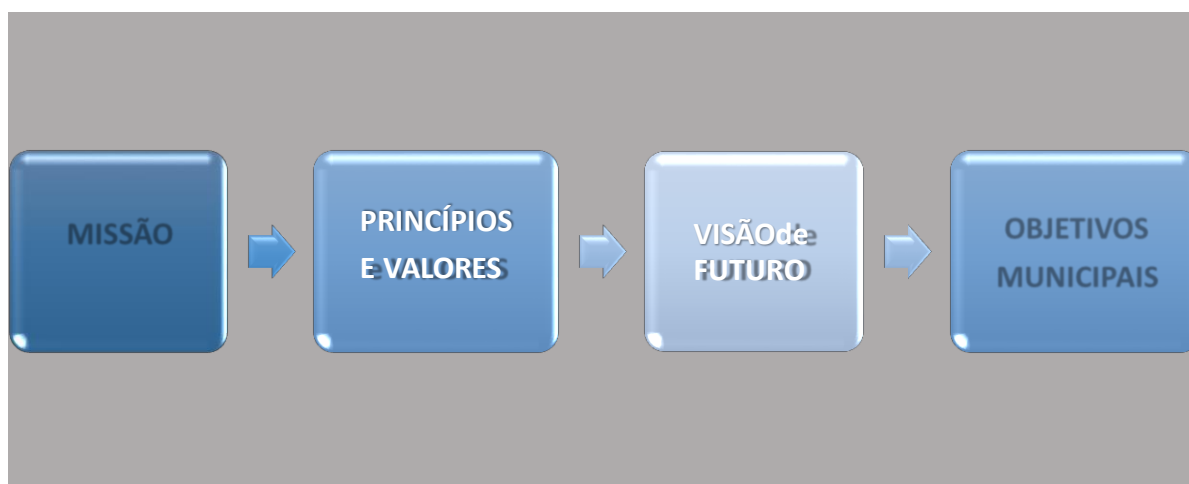 MISSÃO
PRINCÍPIOS
E VALORES
VISÃOde
FUTURO
OBJETIVOS
MUNICIPAIS